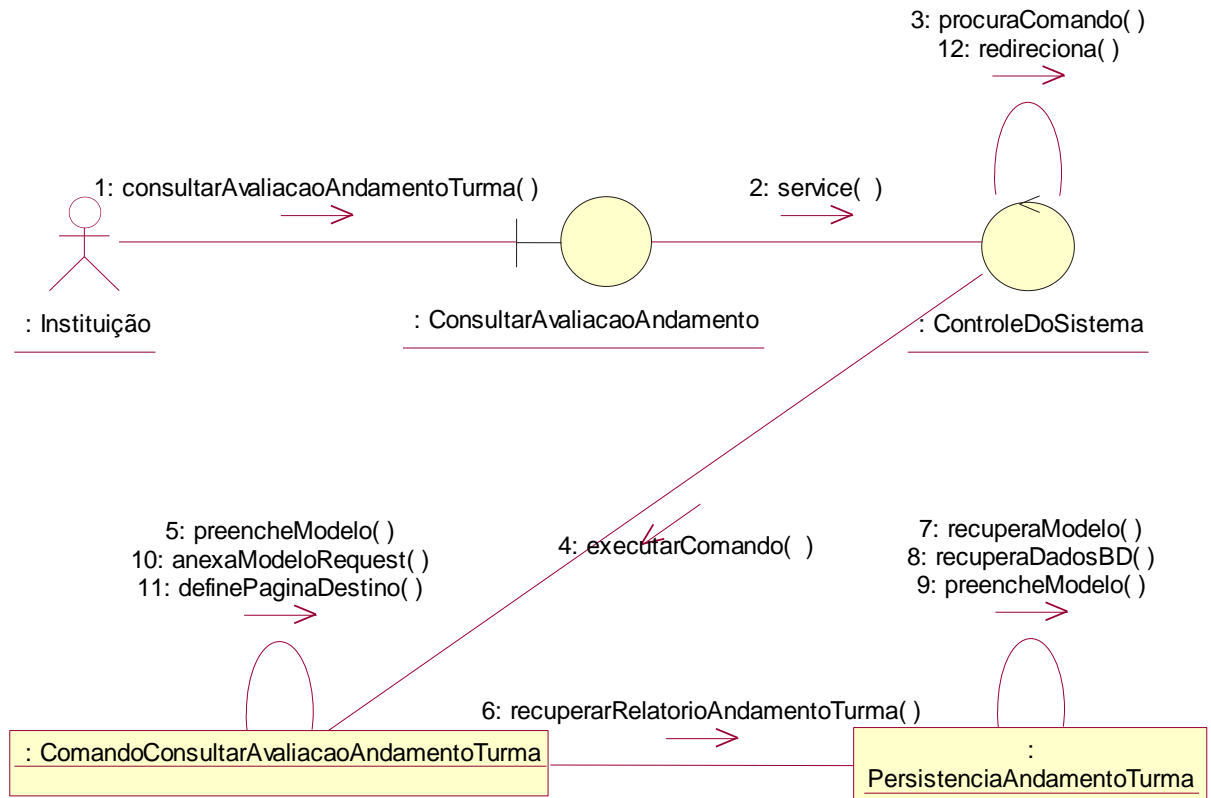 3: procuraComando( )
12: redireciona( )
1: consultarAvaliacaoAndamentoTurma( )
2: service(  )
: Instituição
: ConsultarAvaliacaoAndamento
: ControleDoSistema
4: executarComando(  )
5: preencheModelo( )
10: anexaModeloRequest( )
11: definePaginaDestino( )
7: recuperaModelo( )
8: recuperaDadosBD( )
9: preencheModelo( )
6: recuperarRelatorioAndamentoTurma( )
: ComandoConsultarAvaliacaoAndamentoTurma
:
PersistenciaAndamentoTurma